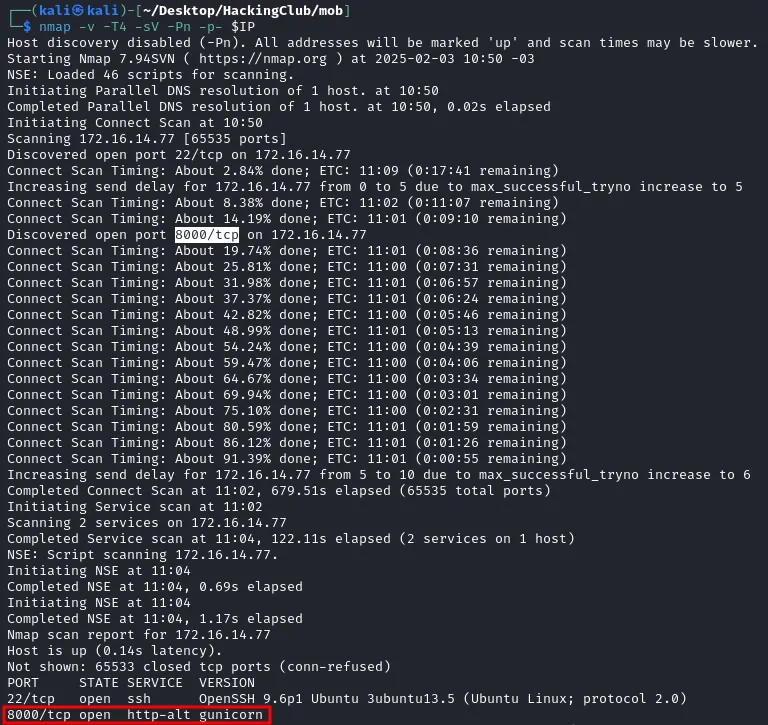 ┌──(kali㉿kali)-[~/Desktop/HackingClub/mob]
└─$ nmap -v -T4 -sV -Pn -p- $IP
Host discovery disabled (-Pn). All addresses will be marked 'up' and scan times may be slower.
Starting Nmap 7.94SVN ( https://nmap.org ) at 2025-02-03 10:50 -03
NSE: Loaded 46 scripts for scanning.
Initiating Parallel DNS resolution of 1 host. at 10:50
Completed Parallel DNS resolution of 1 host. at 10:50, 0.02s elapsed
Initiating Connect Scan at 10:50
Scanning 172.16.14.77 [65535 ports]
Discovered open port 22/tcp on 172.16.14.77
Connect Scan Timing: About 2.84% done; ETC: 11:09 (0:17:41 remaining)
Increasing send delay for 172.16.14.77 from 0 to 5 due to max_successful_tryno increase to 5
Connect Scan Timing: About 8.38% done; ETC: 11:02 (0:11:07 remaining)
Connect Scan Timing: About 14.19% done; ETC: 11:01 (0:09:10 remaining)
Discovered open port 8000/tcp on 172.16.14.77
Connect Scan Timing: About 19.74% done; ETC: 11:01 (0:08:36 remaining)
Connect Scan Timing: About 25.81% done; ETC: 11:00 (0:07:31 remaining)
Connect Scan Timing: About 31.98% done; ETC: 11:01 (0:06:57 remaining)
Connect Scan Timing: About 37.37% done; ETC: 11:01 (0:06:24 remaining)
Connect Scan Timing: About 42.82% done; ETC: 11:00 (0:05:46 remaining)
Connect Scan Timing: About 48.99% done; ETC: 11:01 (0:05:13 remaining)
Connect Scan Timing: About 54.24% done; ETC: 11:00 (0:04:39 remaining)
Connect Scan Timing: About 59.47% done; ETC: 11:00 (0:04:06 remaining)
Connect Scan Timing: About 64.67% done; ETC: 11:00 (0:03:34 remaining)
Connect Scan Timing: About 69.94% done; ETC: 11:00 (0:03:01 remaining)
Connect Scan Timing: About 75.10% done; ETC: 11:00 (0:02:31 remaining)
Connect Scan Timing: About 80.59% done; ETC: 11:01 (0:01:59 remaining)
Connect Scan Timing: About 86.12% done; ETC: 11:01 (0:01:26 remaining)
Connect Scan Timing: About 91.39% done; ETC: 11:01 (0:00:55 remaining)
Increasing send delay for 172.16.14.77 from 5 to 10 due to max_successful_tryno increase to 6
Completed Connect Scan at 11:02, 679.51s elapsed (65535 total ports)
Initiating Service scan at 11:02
Scanning 2 services on 172.16.14.77
Completed Service scan at 11:04, 122.11s elapsed (2 services on 1 host)
NSE: Script scanning 172.16.14.77.
Initiating NSE at 11:04
Completed NSE at 11:04, 0.69s elapsed
Initiating NSE at 11:04
Completed NSE at 11:04, 1.17s elapsed
Nmap scan report for 172.16.14.77
Host is up (0.14s latency).
Not shown: 65533 closed tcp ports (conn-refused)
PORT     STATE SERVICE  VERSION
22/tcp   open  ssh      OpenSSH 9.6p1 Ubuntu 3ubuntu13.5 (Ubuntu Linux; protocol 2.0)
8000/tcp open  http-alt gunicorn